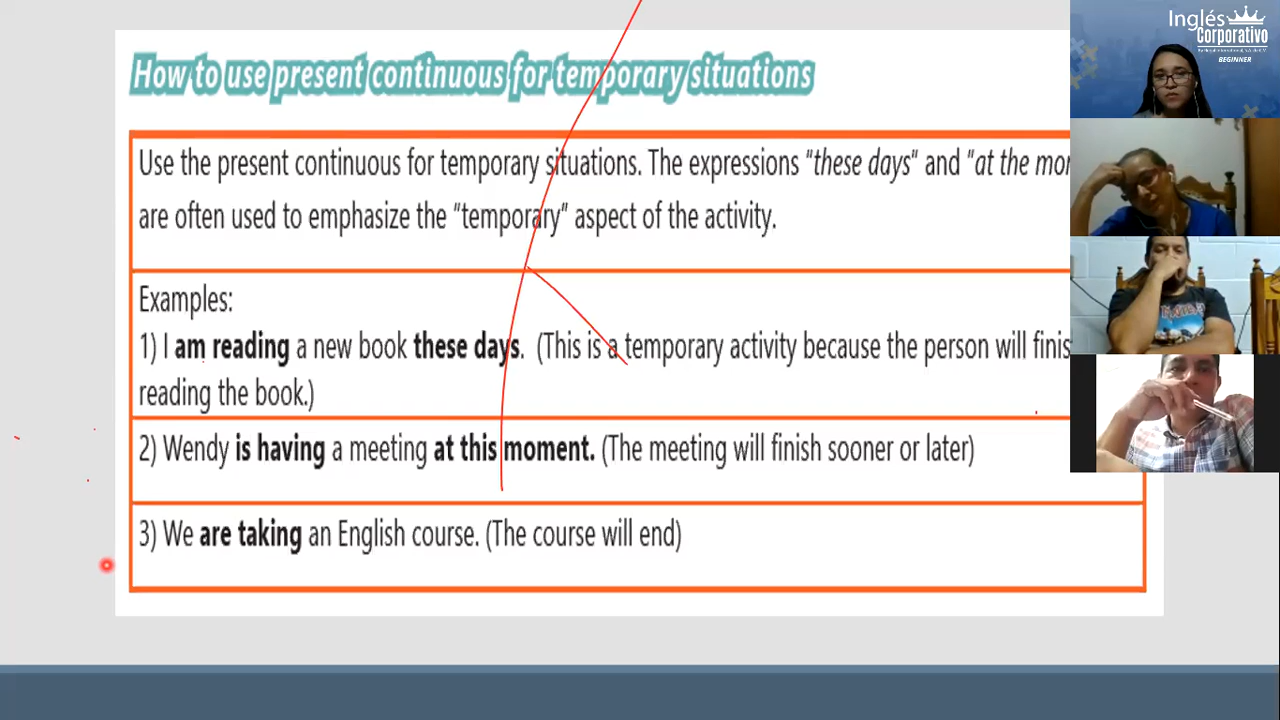 How to use present continuous for temporary situations
Use the present continuous for temporary situations. The expressions "these days" and "at the mom
are often used to emphasize the "temporary" aspect of the activity.
Examples:
1) I am reading a new book these days. (This is a temporary activity because the person will finis
reading the book.)
2) Wendy is having a meeting at this moment. (The meeting will finish sooner or later)
3) We are taking an English course. (The course will end)
Inglés
Corporativo
BEGINNER